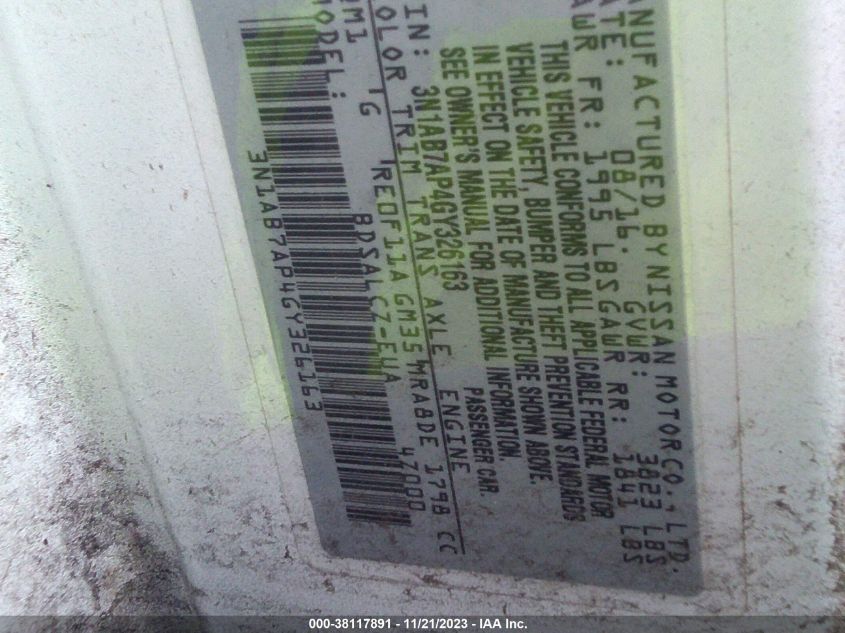 MANUFACTURED BY NISSAN MOTOR CO., LTD.
DATE: 08/16. GVWR: 3823 LBS
GAWR FR: 1995 LBS GAWR RR: 1841 LBS
THIS VEHICLE CONFORMS TO ALL APPLICABLE FEDERAL MOTOR
VEHICLE SAFETY, BUMPER AND THEFT PREVENTION STANDARDS
IN EFFECT ON THE DATE OF MANUFACTURE SHOWN ABOVE.
SEE OWNER'S MANUAL FOR ADDITIONAL INFORMATION.
VIN: 3N1AB7AP4GY326163 PASSENGER CAR.
COLOR TRIM TRANS AXLE ENGINE
QM1 G RE0F11A GM35 MRA8DE 1798 CC
MODEL: BDSALC7-EUA 47000
3N1AB7AP4GY326163
000-38117891 - 11/21/2023 - IAA Inc.